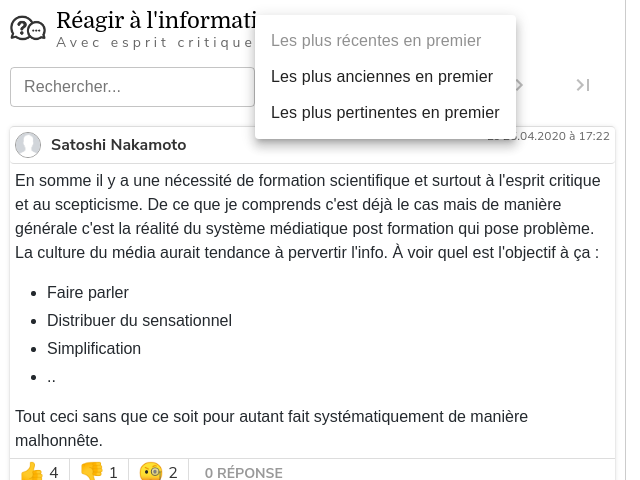 Réagir à l'informati
Avec esprit critique
Les plus récentes en premier
Les plus anciennes en premier
Les plus pertinentes en premier
Rechercher...
Satoshi Nakamoto
.04.2020 à 17:22
En somme il y a une nécessité de formation scientifique et surtout à l'esprit critique
et au scepticisme. De ce que je comprends c'est déjà le cas mais de manière
générale c'est la réalité du système médiatique post formation qui pose problème.
La culture du média aurait tendance à pervertir l'info. À voir quel est l'objectif à ça :
• Faire parler
• Distribuer du sensationnel
• Simplification
• ..
Tout ceci sans que ce soit pour autant fait systématiquement de manière
malhonnête.
4 1 2 0 RÉPONSE